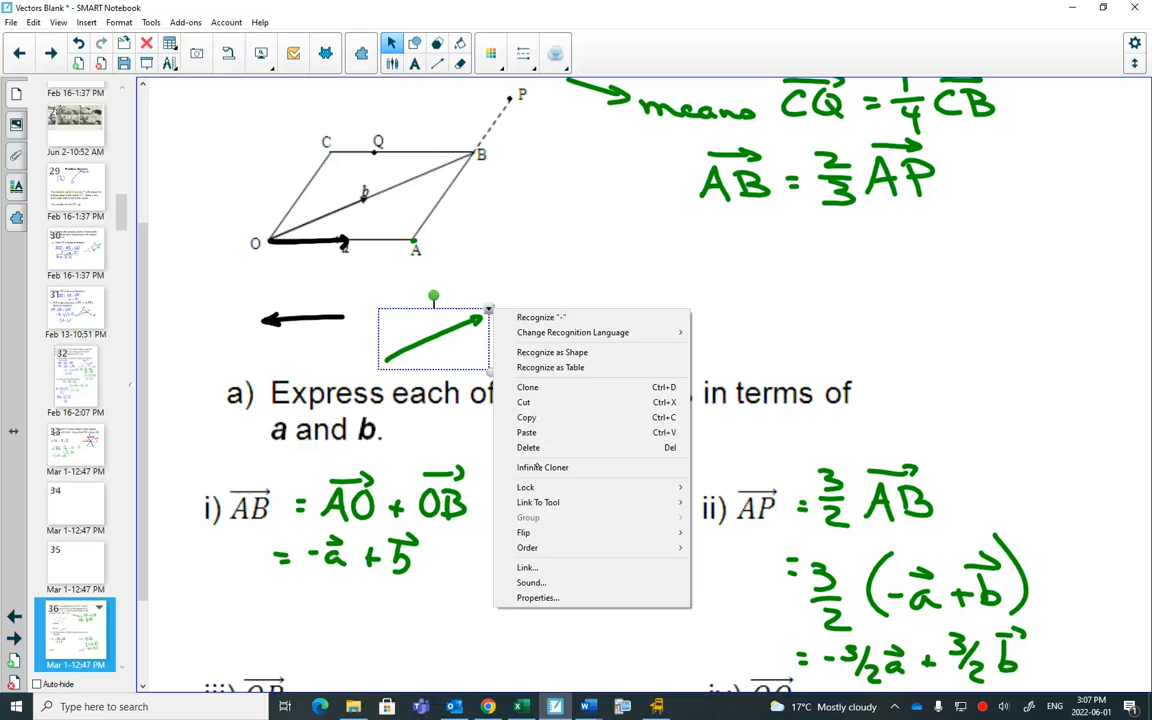 Vectors Blank * - SMART Notebook
File Edit View Insert Format Tools Add-ons Account Help
Feb 16-1:37 PM
Jun 2-10:52 AM
29
Feb 16-1:37 PM
30
Feb 16-1:37 PM
31
Feb 13-10:51 PM
32
Feb 16-2:07 PM
33
Mar 1-12:47 PM
34
Mar 1-12:47 PM
35
Mar 1-12:47 PM
36
Mar 1-12:47 PM
Auto-hide
means CQ = 1/4 CB
AB = 2/3 AP
P
C Q B
b
O a A
Recognize "-"
Change Recognition Language
Recognize as Shape
Recognize as Table
Clone Ctrl+D
Cut Ctrl+X
Copy Ctrl+C
Paste Ctrl+V
Delete Del
Infinite Cloner
Lock
Link To Tool
Group
Flip
Order
Link...
Sound...
Properties...
a) Express each of in terms of
a and b.
i) AB = AO + OB
= -a + b
ii) AP = 3/2 AB
= 3/2 (-a + b)
= -3/2 a + 3/2 b
Type here to search
17°C Mostly cloudy
ENG
3:07 PM
2022-06-01